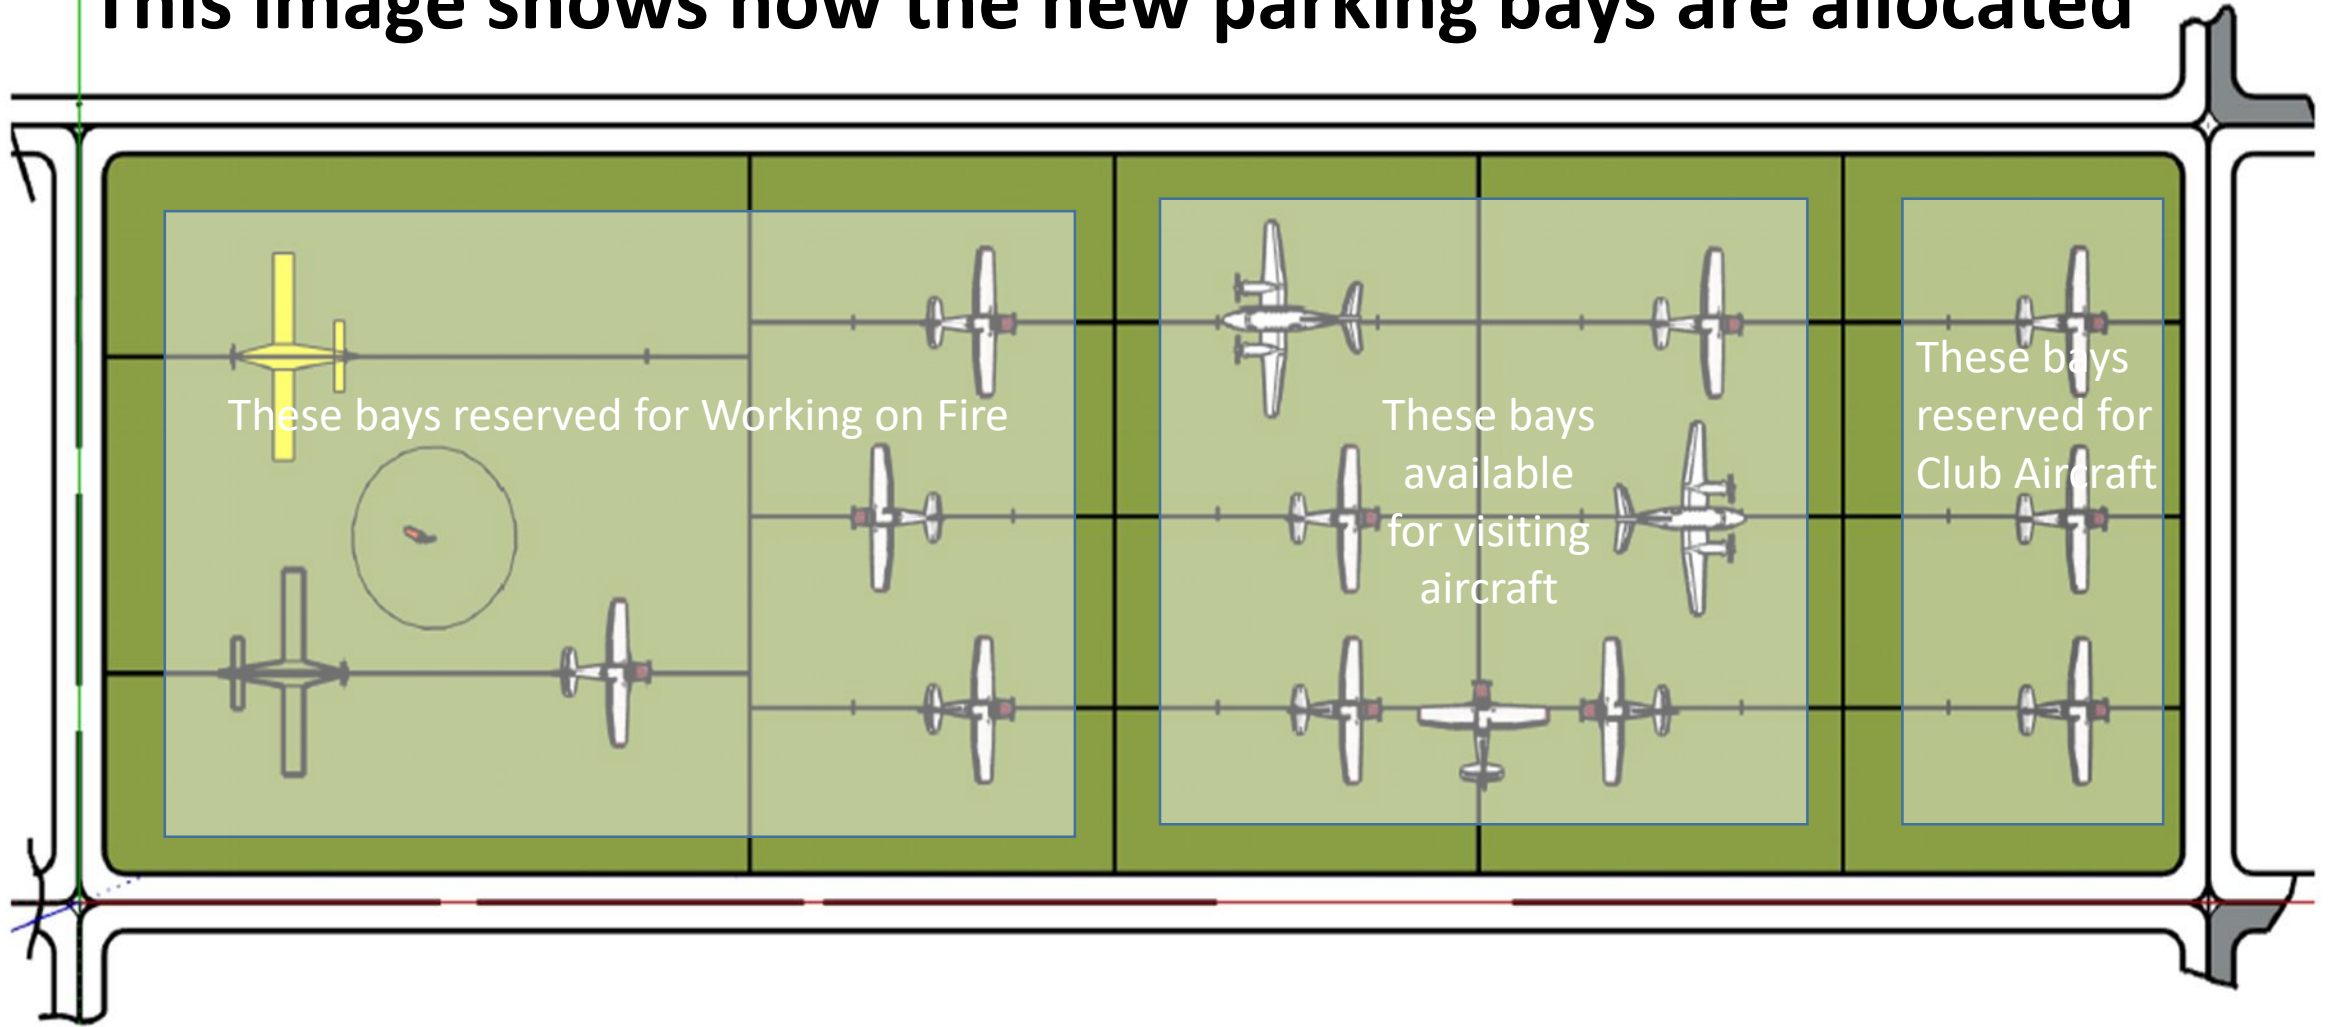 This image shows how the new parking bays are allocated
These bays reserved for Working on Fire
These bays
available
for visiting
aircraft
These bays
reserved for
Club Aircraft